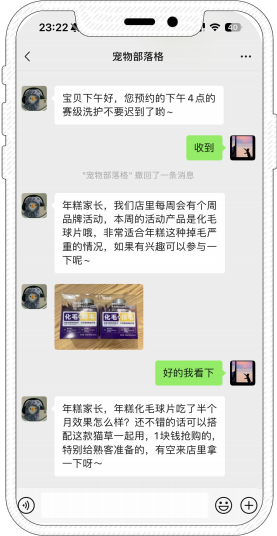 23:22
40
宠物部落格
宝贝下午好，您预约的下午4点的
赛级洗护不要迟到了哟~
收到
"宠物部落格" 撤回了一条消息
年糕家长，我们店里每周会有个周
品牌活动，本周的活动产品是化毛
球片哦，非常适合年糕这种掉毛严
重的情况，如果有兴趣可以参与一
下呢~
化毛
化毛
好的我看下
年糕家长，年糕化毛球片吃了半个
月效果怎么样？还不错的话可以搭
配这款猫草一起用，1块钱抢购的，
特别给熟客准备的，有空来店里拿
一下呀~